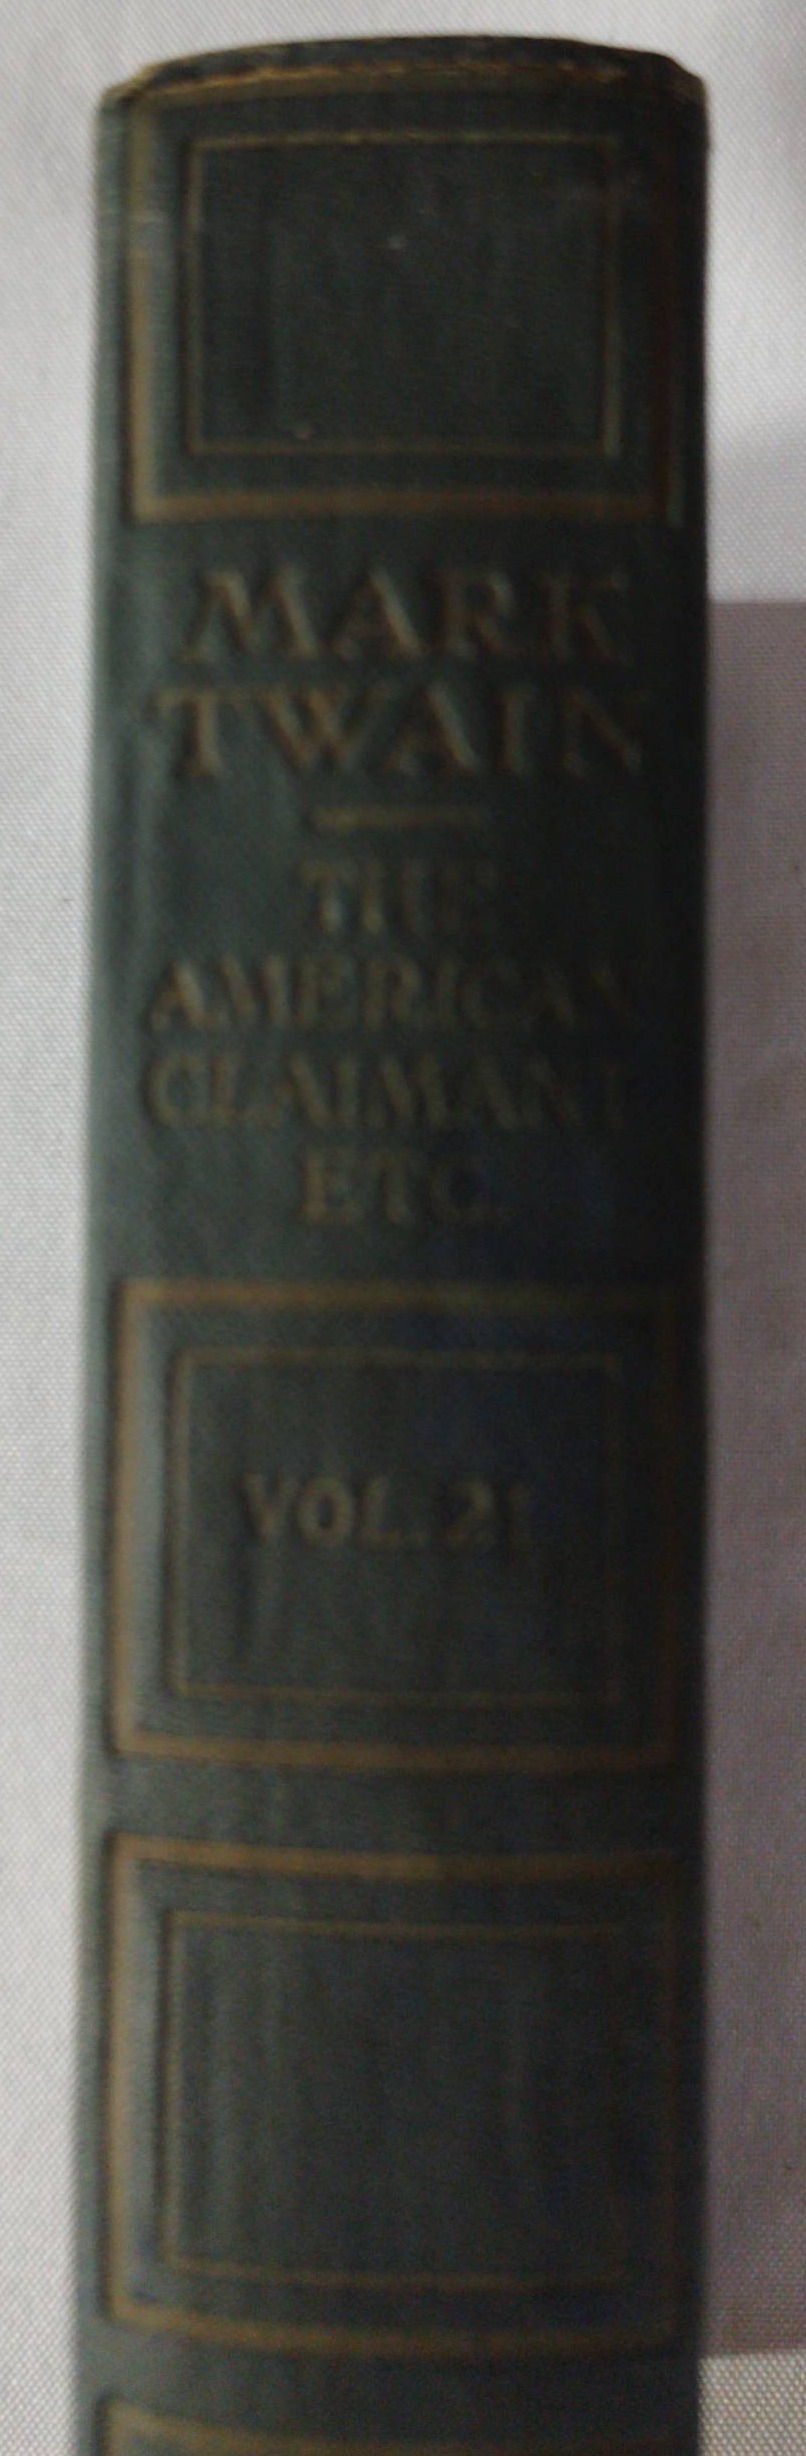 MARK
TWAIN
THE
AMERICAN
CLAIMANT
ETC.
VOL. 21